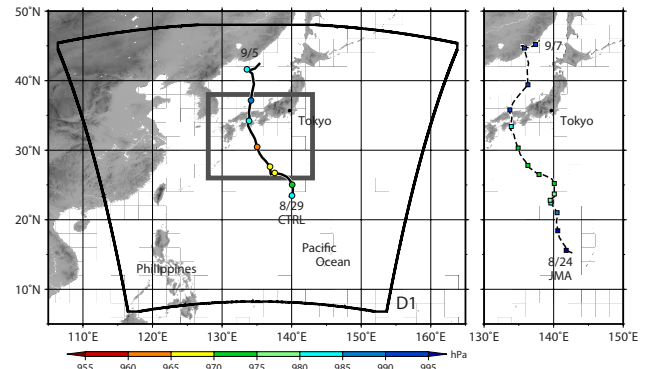 50°N
40°N
30°N
20°N
10°N
9/5
Tokyo
8/29
CTRL
Pacific
Ocean
Philippines
D1
110°E 120°E 130°E 140°E 150°E 160°E
9/7
Tokyo
8/24
JMA
130°E 140°E 150°E
955 960 965 970 975 980 985 990 995 hPa